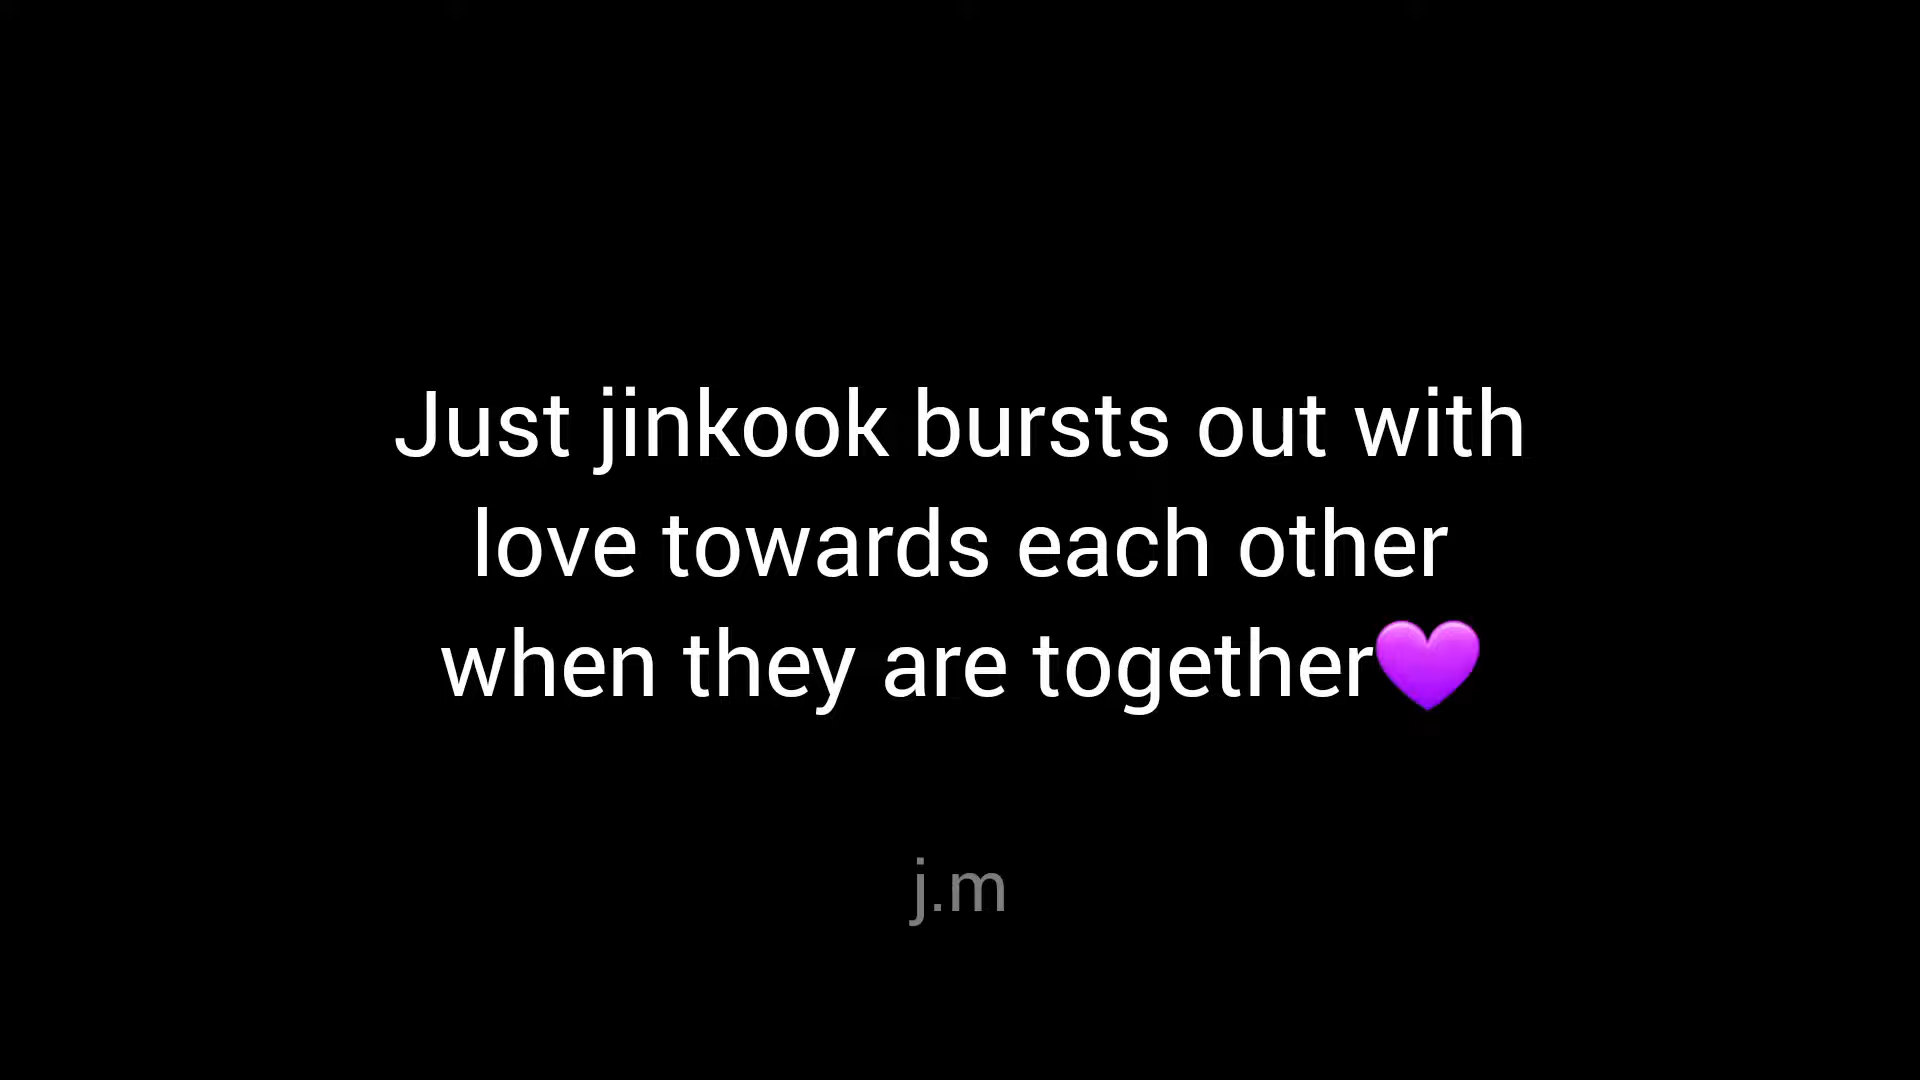 Just jinkook bursts out with
love towards each other
when they are together💜
j.m